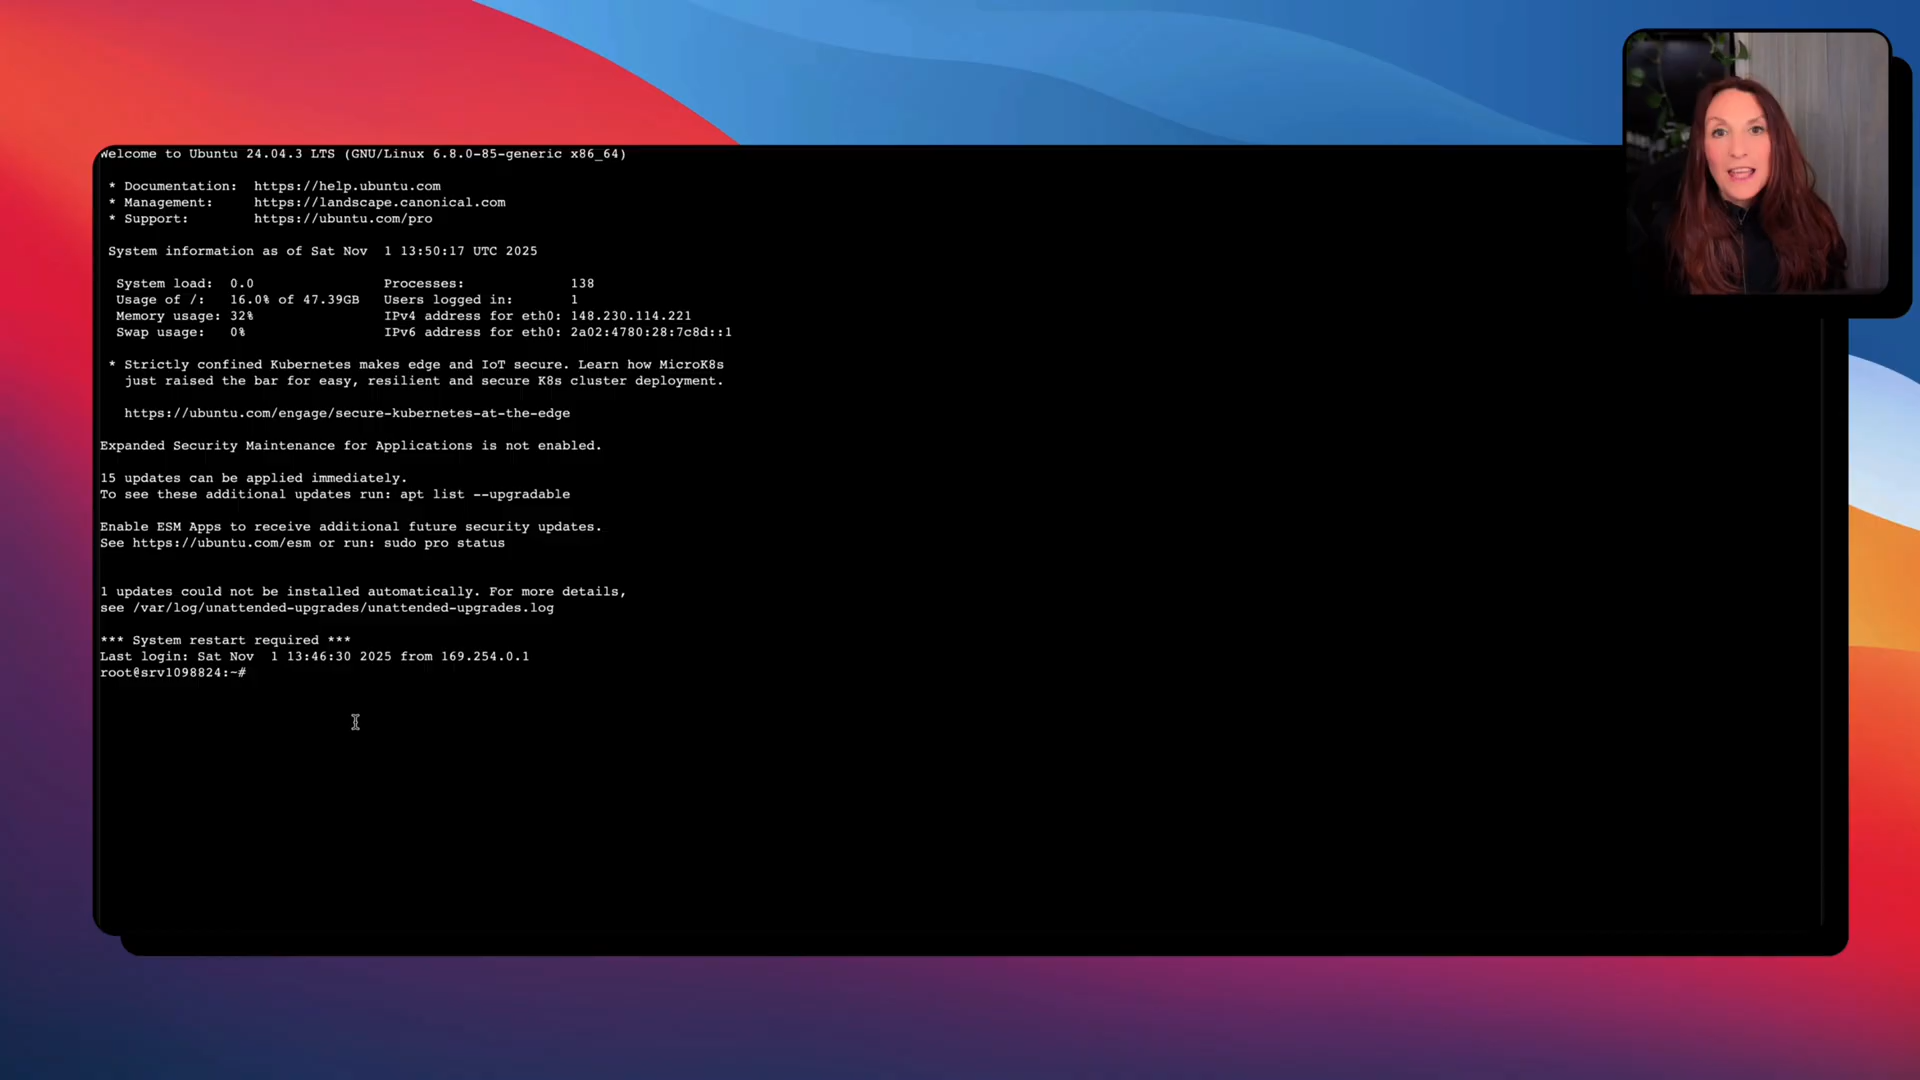 Welcome to Ubuntu 24.04.3 LTS (GNU/Linux 6.8.0-85-generic x86_64)
* Documentation: https://help.ubuntu.com
* Management: https://landscape.canonical.com
* Support: https://ubuntu.com/pro
System information as of Sat Nov 1 13:50:17 UTC 2025
System load: 0.0 Processes: 138
Usage of /: 16.0% of 47.39GB Users logged in: 1
Memory usage: 32% IPv4 address for eth0: 148.230.114.221
Swap usage: 0% IPv6 address for eth0: 2a02:4780:28:7c8d::1
* Strictly confined Kubernetes makes edge and IoT secure. Learn how MicroK8s
just raised the bar for easy, resilient and secure K8s cluster deployment.
https://ubuntu.com/engage/secure-kubernetes-at-the-edge
Expanded Security Maintenance for Applications is not enabled.
15 updates can be applied immediately.
To see these additional updates run: apt list --upgradable
Enable ESM Apps to receive additional future security updates.
See https://ubuntu.com/esm or run: sudo pro status
1 updates could not be installed automatically. For more details,
see /var/log/unattended-upgrades/unattended-upgrades.log
*** System restart required ***
Last login: Sat Nov 1 13:46:30 2025 from 169.254.0.1
root@srv1098824:~#